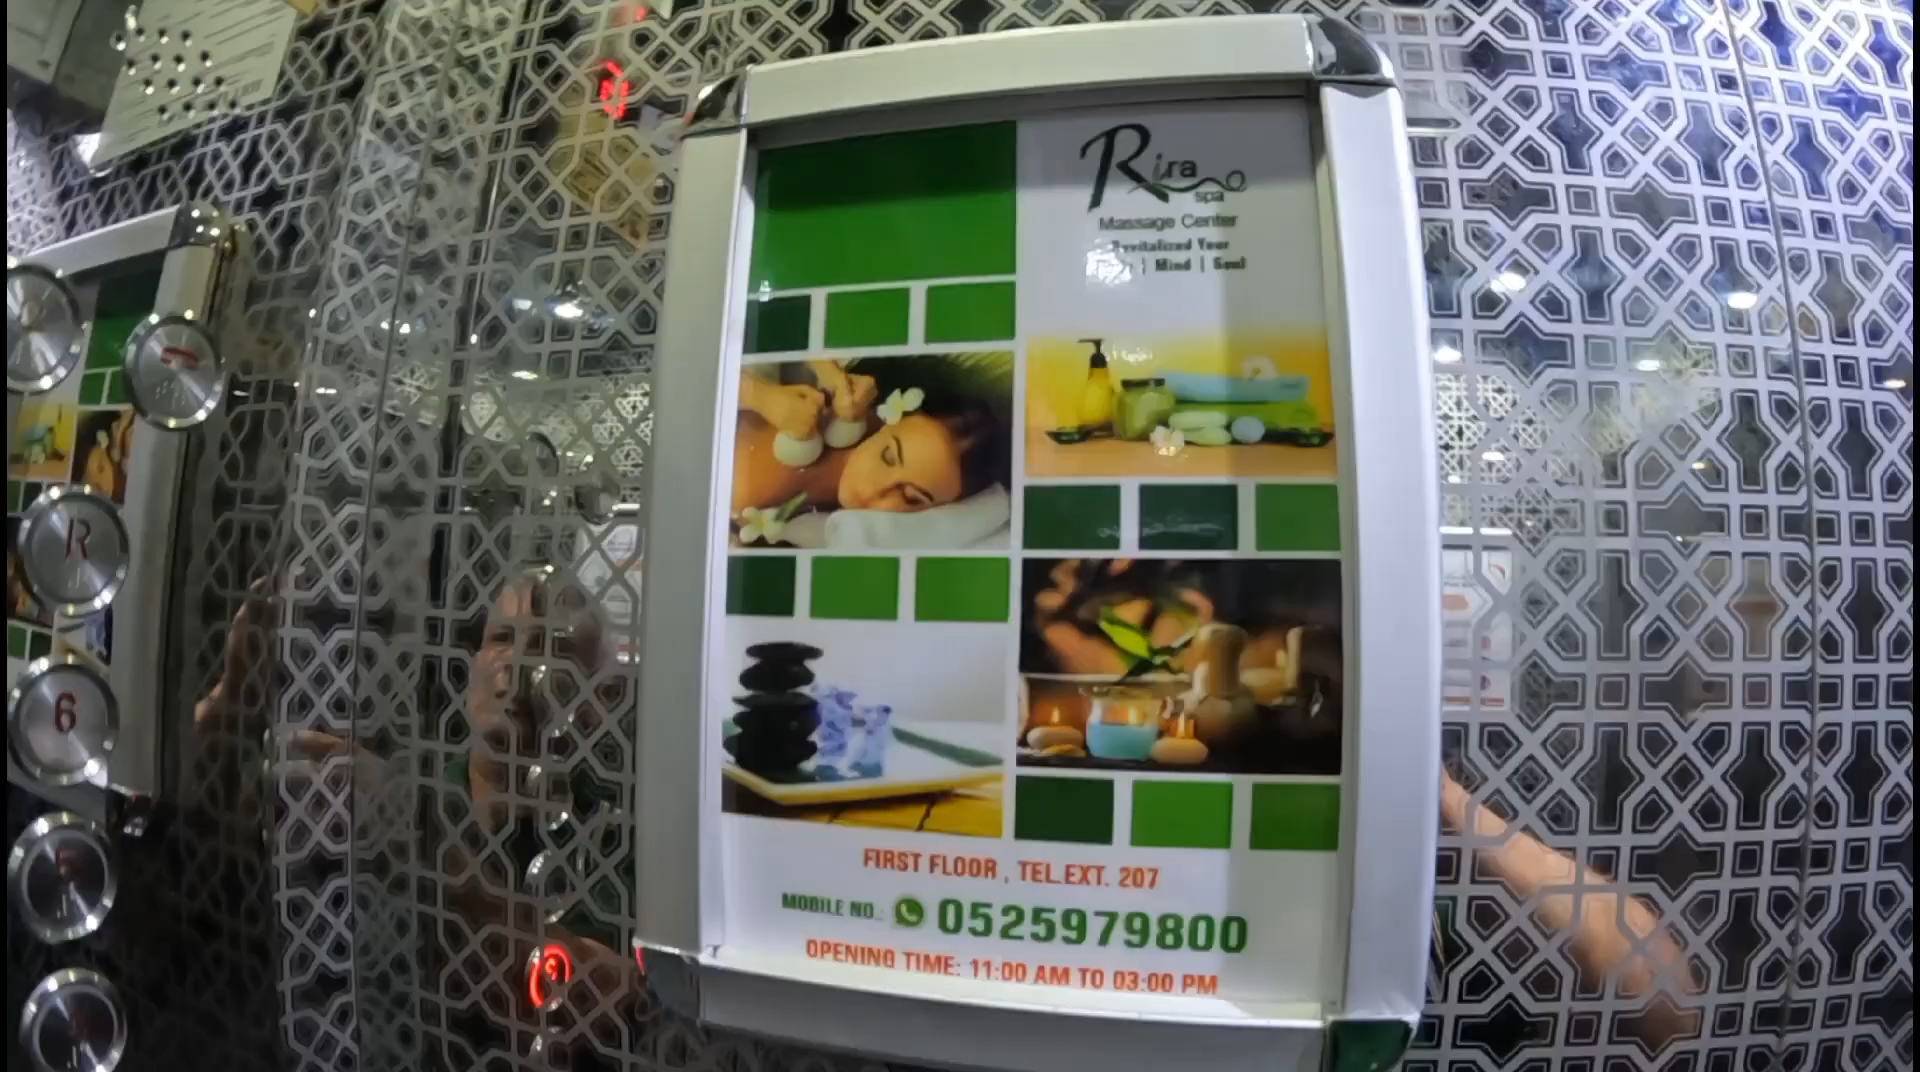 Rira
spa
Massage Center
Revitalized Your
| Mind | Soul
FIRST FLOOR , TEL.EXT. 207
MOBILE NO.. 0525979800
OPENING TIME: 11:00 AM TO 03:00 PM
R
6
5